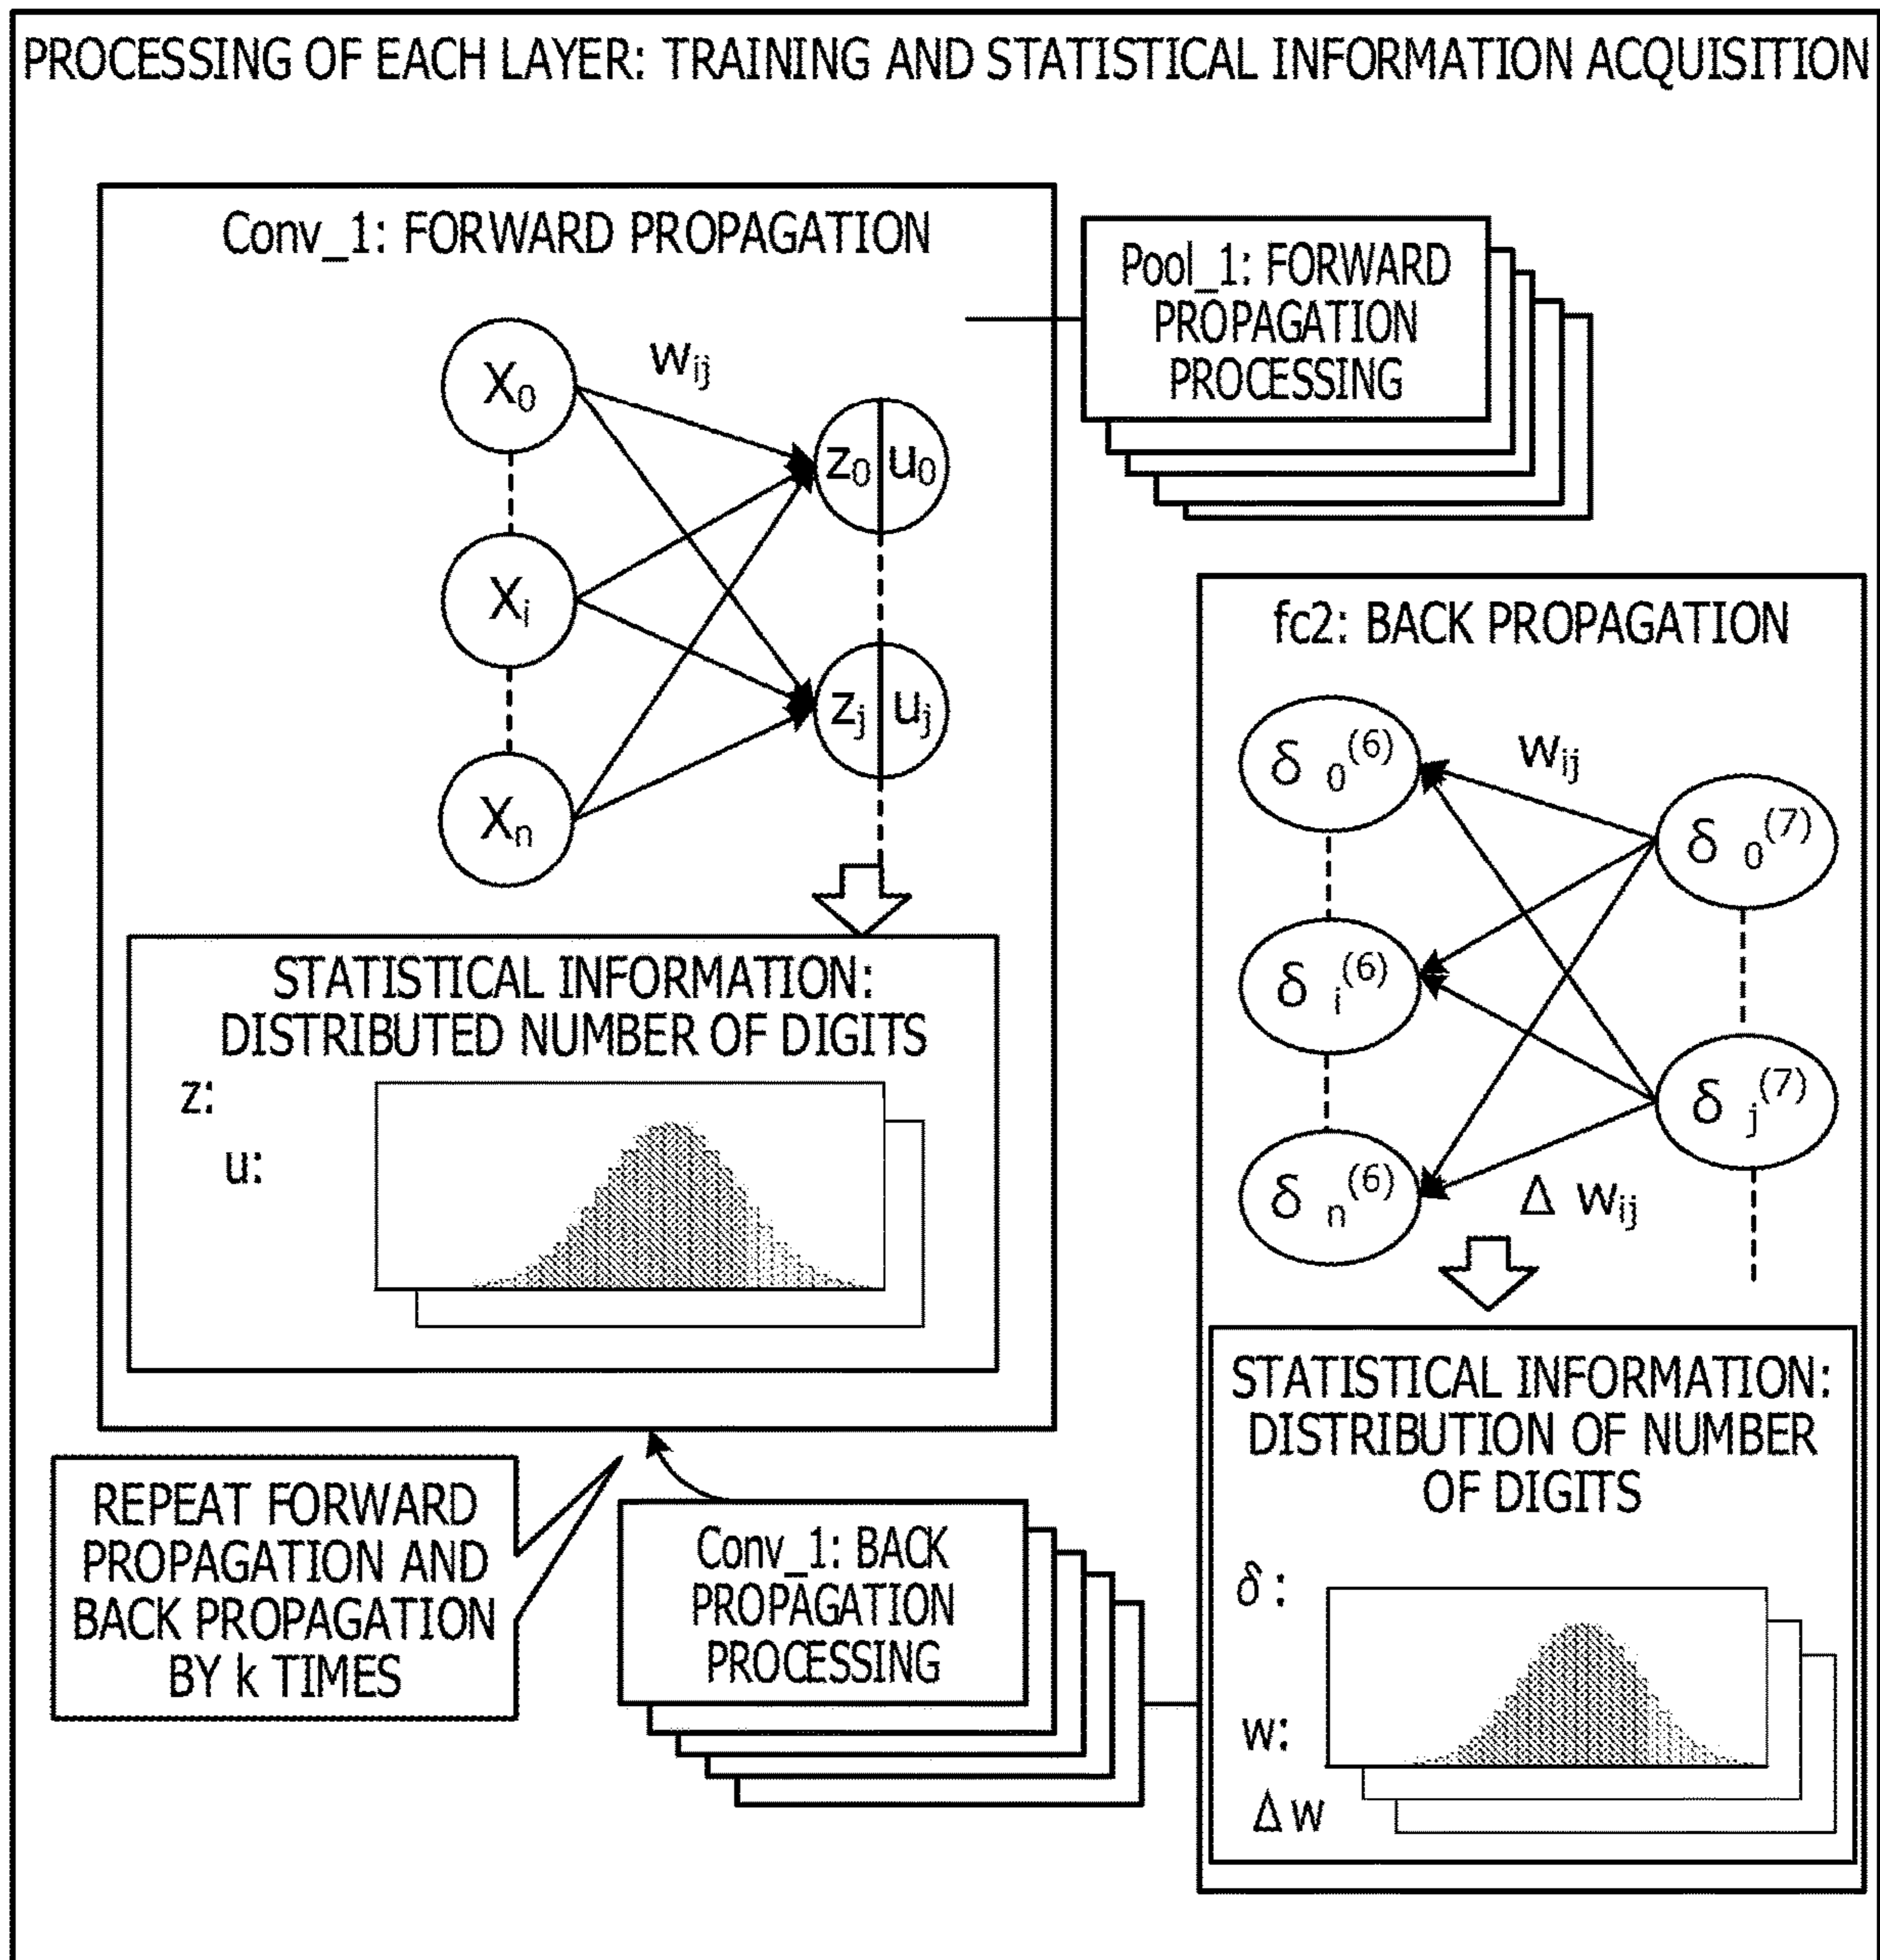 PROCESSING OF EACH LAYER: TRAINING AND STATISTICAL INFORMATION ACQUISITION
Conv_1: FORWARD PROPAGATION
X0
wij
z0 u0
Xi
zj uj
Xn
STATISTICAL INFORMATION:
DISTRIBUTED NUMBER OF DIGITS
z:
u:
Pool_1: FORWARD
PROPAGATION
PROCESSING
fc2: BACK PROPAGATION
δ 0(6)
wij
δ 0(7)
δ i(6)
δ j(7)
δ n(6)
Δ wij
STATISTICAL INFORMATION:
DISTRIBUTION OF NUMBER
OF DIGITS
δ :
w:
Δ w
REPEAT FORWARD
PROPAGATION AND
BACK PROPAGATION
BY k TIMES
Conv_1: BACK
PROPAGATION
PROCESSING